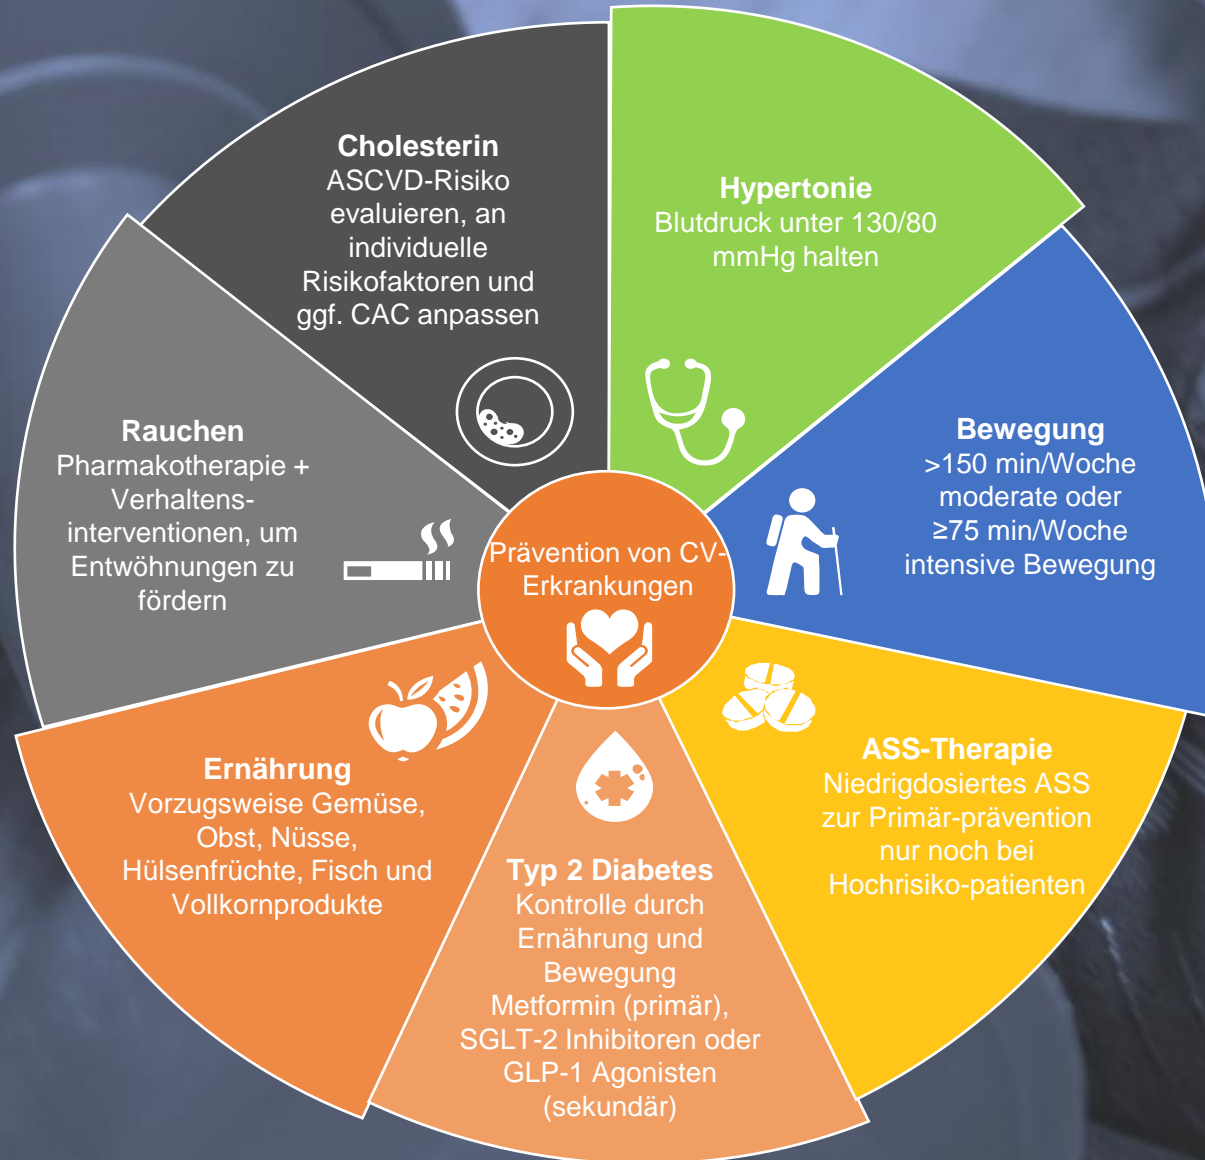 Cholesterin
ASCVD-Risiko
evaluieren, an
individuelle
Risikofaktoren und
ggf. CAC anpassen
Hypertonie
Blutdruck unter 130/80
mmHg halten
Bewegung
>150 min/Woche
moderate oder
≥75 min/Woche
intensive Bewegung
Rauchen
Pharmakotherapie +
Verhaltens-
interventionen, um
Entwöhnungen zu
fördern
Prävention von CV-
Erkrankungen
ASS-Therapie
Niedrigdosiertes ASS
zur Primär-prävention
nur noch bei
Hochrisiko-patienten
Ernährung
Vorzugsweise Gemüse,
Obst, Nüsse,
Hülsenfrüchte, Fisch und
Vollkornprodukte
Typ 2 Diabetes
Kontrolle durch
Ernährung und
Bewegung
Metformin (primär),
SGLT-2 Inhibitoren oder
GLP-1 Agonisten
(sekundär)